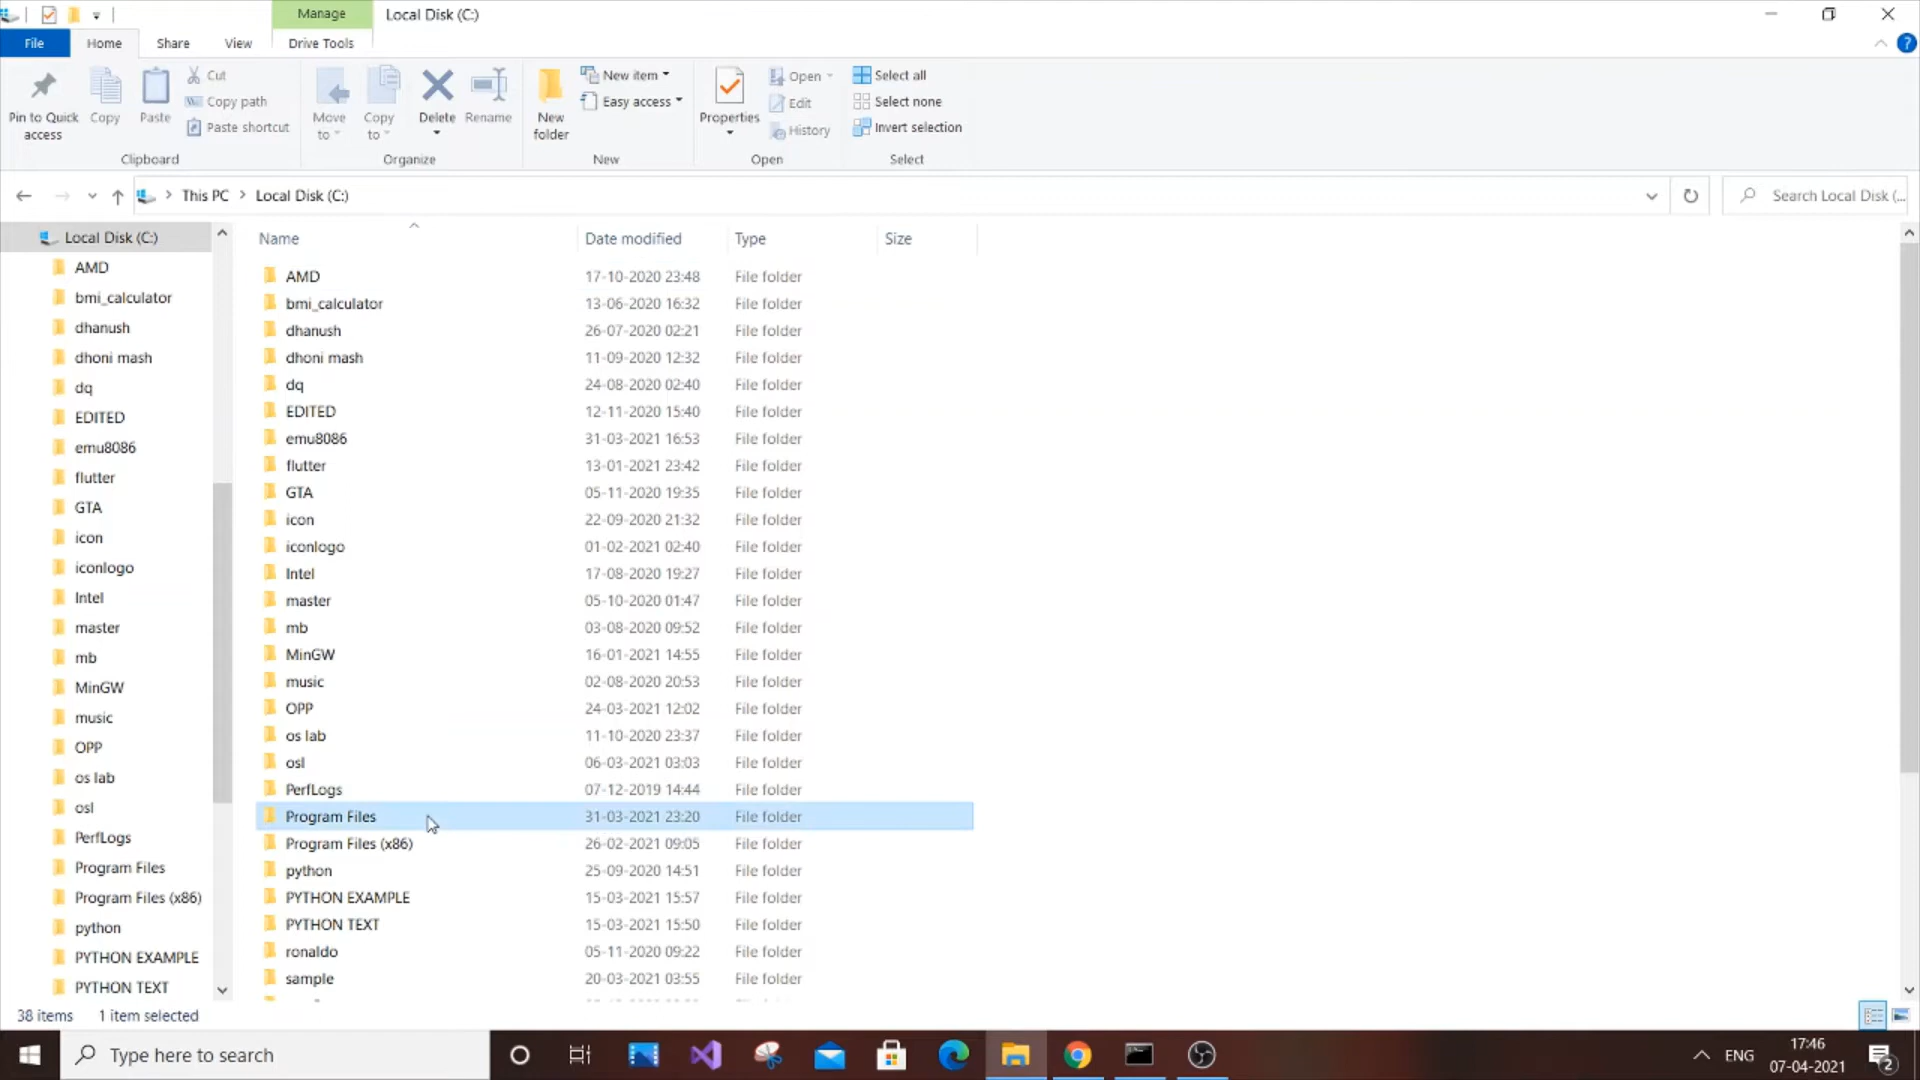 Manage
Local Disk (C:)
File
Home
Share
View
Drive Tools
Pin to Quick access
Copy
Paste
Cut
Copy path
Paste shortcut
Clipboard
Move to
Copy to
Delete
Rename
Organize
New folder
New item
Easy access
New
Properties
Open
Edit
History
Open
Select all
Select none
Invert selection
Select
This PC > Local Disk (C:)
Search Local Disk (...
Local Disk (C:)
AMD
bmi_calculator
dhanush
dhoni mash
dq
EDITED
emu8086
flutter
GTA
icon
iconlogo
Intel
master
mb
MinGW
music
OPP
os lab
osl
PerfLogs
Program Files
Program Files (x86)
python
PYTHON EXAMPLE
PYTHON TEXT
Name Date modified Type Size
AMD 17-10-2020 23:48 File folder
bmi_calculator 13-06-2020 16:32 File folder
dhanush 26-07-2020 02:21 File folder
dhoni mash 11-09-2020 12:32 File folder
dq 24-08-2020 02:40 File folder
EDITED 12-11-2020 15:40 File folder
emu8086 31-03-2021 16:53 File folder
flutter 13-01-2021 23:42 File folder
GTA 05-11-2020 19:35 File folder
icon 22-09-2020 21:32 File folder
iconlogo 01-02-2021 02:40 File folder
Intel 17-08-2020 19:27 File folder
master 05-10-2020 01:47 File folder
mb 03-08-2020 09:52 File folder
MinGW 16-01-2021 14:55 File folder
music 02-08-2020 20:53 File folder
OPP 24-03-2021 12:02 File folder
os lab 11-10-2020 23:37 File folder
osl 06-03-2021 03:03 File folder
PerfLogs 07-12-2019 14:44 File folder
Program Files 31-03-2021 23:20 File folder
Program Files (x86) 26-02-2021 09:05 File folder
python 25-09-2020 14:51 File folder
PYTHON EXAMPLE 15-03-2021 15:57 File folder
PYTHON TEXT 15-03-2021 15:50 File folder
ronaldo 05-11-2020 09:22 File folder
sample 20-03-2021 03:55 File folder
38 items 1 item selected
Type here to search
ENG
17:46
07-04-2021
2